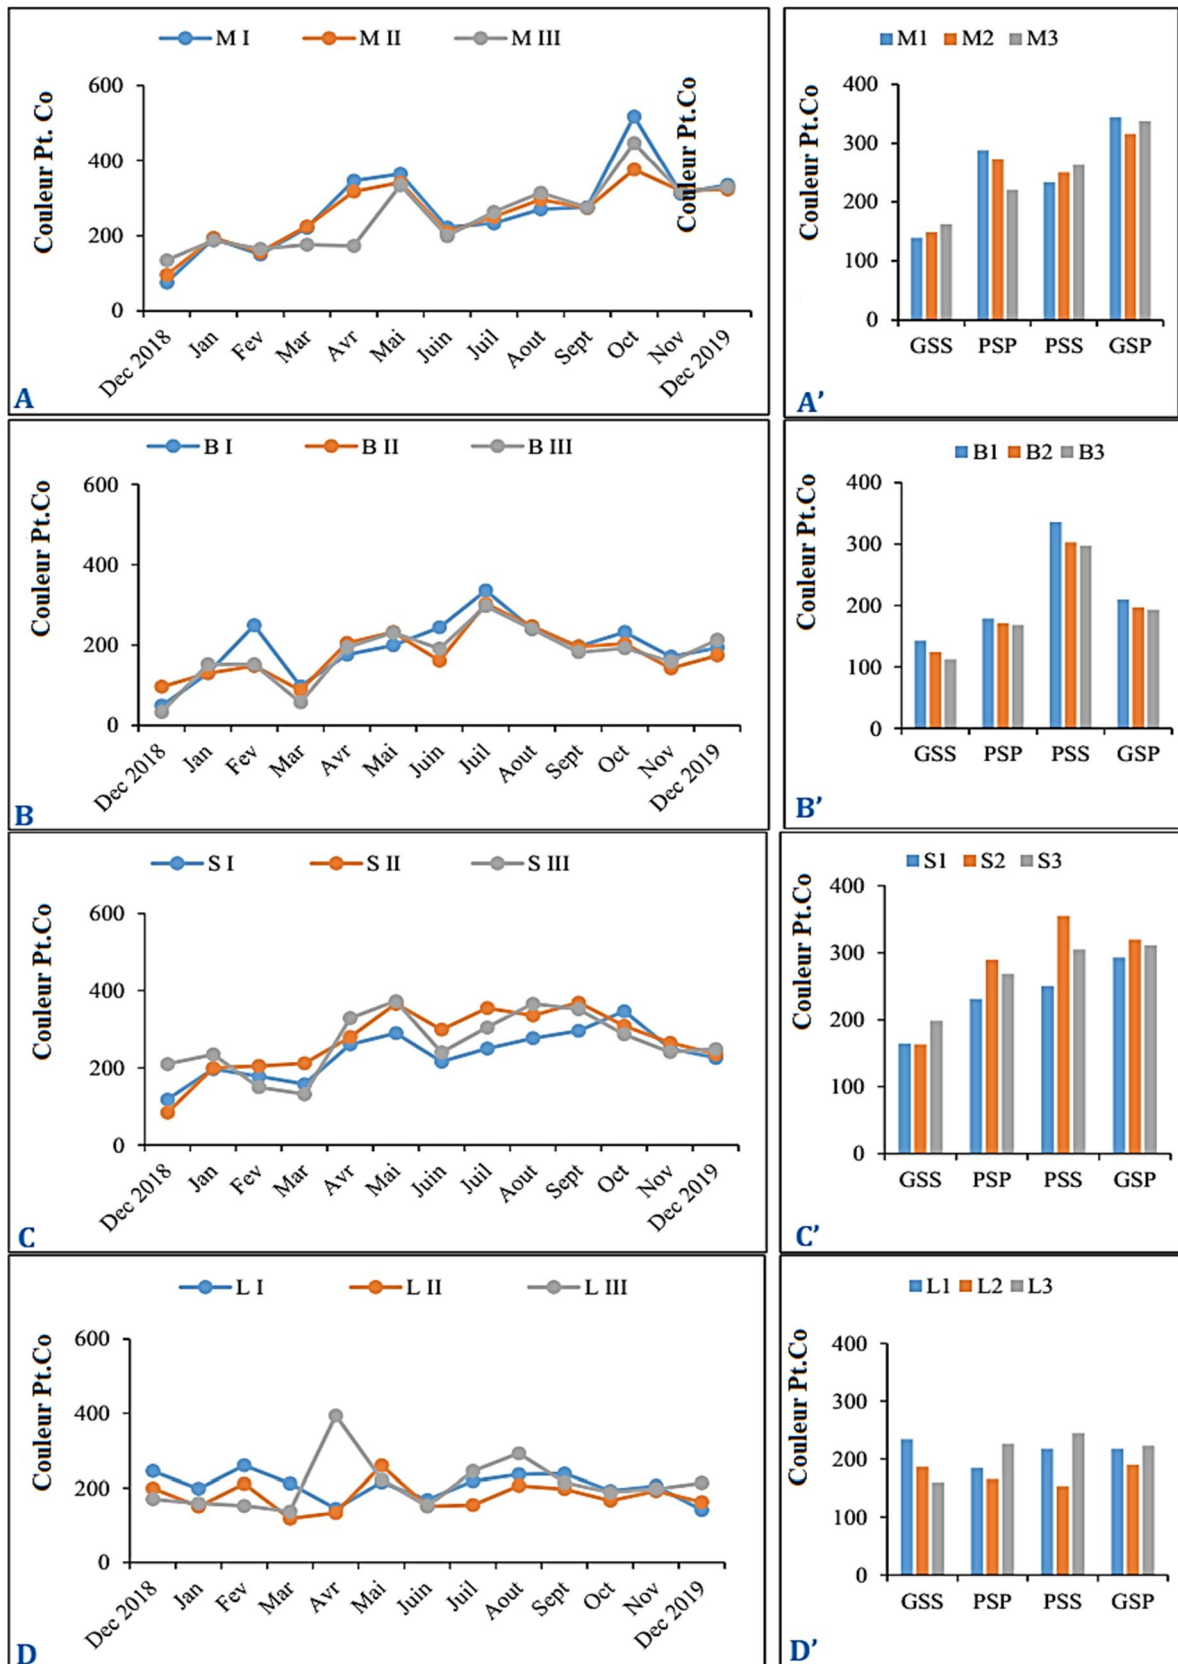 M I M II M III
Couleur Pt. Co
600
400
200
0
Dec 2018 Jan Fev Mar Avr Mai Juin Juil Aout Sept Oct Nov Dec 2019
A
M1 M2 M3
Couleur Pt.Co
Couleur Pt.Co
400
300
200
100
0
GSS PSP PSS GSP
A'
B I B II B III
Couleur Pt.Co
600
400
200
0
Dec 2018 Jan Fev Mar Avr Mai Juin Juil Aout Sept Oct Nov Dec 2019
B
B1 B2 B3
Couleur Pt.Co
400
300
200
100
0
GSS PSP PSS GSP
B'
S I S II S III
Couleur Pt.Co
600
400
200
0
Dec 2018 Jan Fev Mar Avr Mai Juin Juil Aout Sept Oct Nov Dec 2019
C
S1 S2 S3
Couleur Pt.Co
400
300
200
100
0
GSS PSP PSS GSP
C'
L I L II L III
Couleur Pt.Co
600
400
200
0
Dec 2018 Jan Fev Mar Avr Mai Juin Juil Aout Sept Oct Nov Dec 2019
D
L1 L2 L3
Couleur Pt.Co
400
300
200
100
0
GSS PSP PSS GSP
D'